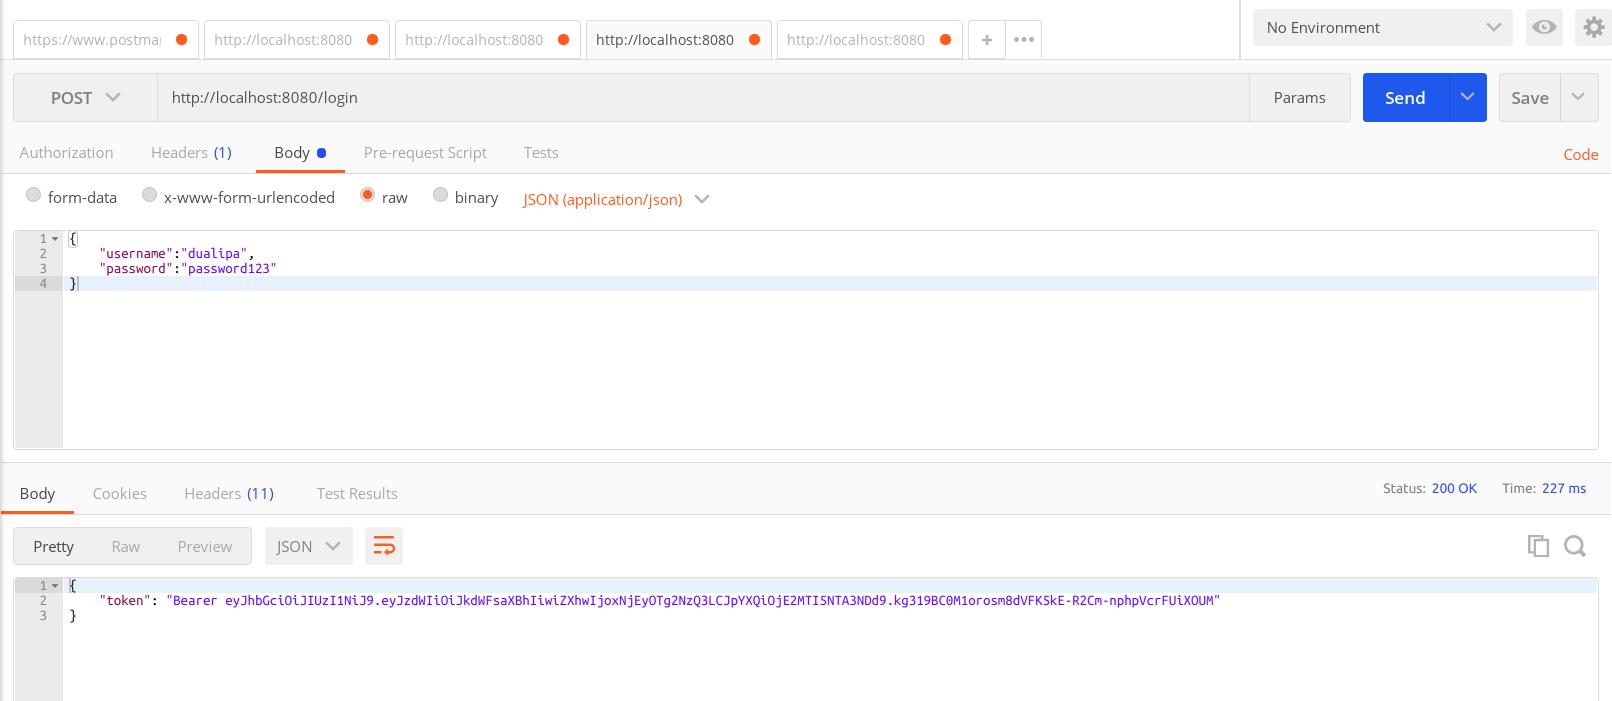 https://www.postma
http://localhost:8080
http://localhost:8080
http://localhost:8080
http://localhost:8080
+
•••
No Environment
POST
http://localhost:8080/login
Params
Send
Save
Authorization
Headers (1)
Body
Pre-request Script
Tests
Code
form-data
x-www-form-urlencoded
raw
binary
JSON (application/json)
1 {
2 "username":"dualipa",
3 "password":"password123"
4 }
Body
Cookies
Headers (11)
Test Results
Status: 200 OK
Time: 227 ms
Pretty
Raw
Preview
JSON
1 {
2 "token": "Bearer eyJhbGciOiJIUzI1NiJ9.eyJzdWIiOiJkdWFsaXBhIiwiZXhwIjoxNjEyOTg2NzQ3LCJpYXQiOjE2MTI5NTA3NDd9.kg319BC0M1orosm8dVFK5kE-R2Cm-nphpVcrFUiXOUM"
3 }